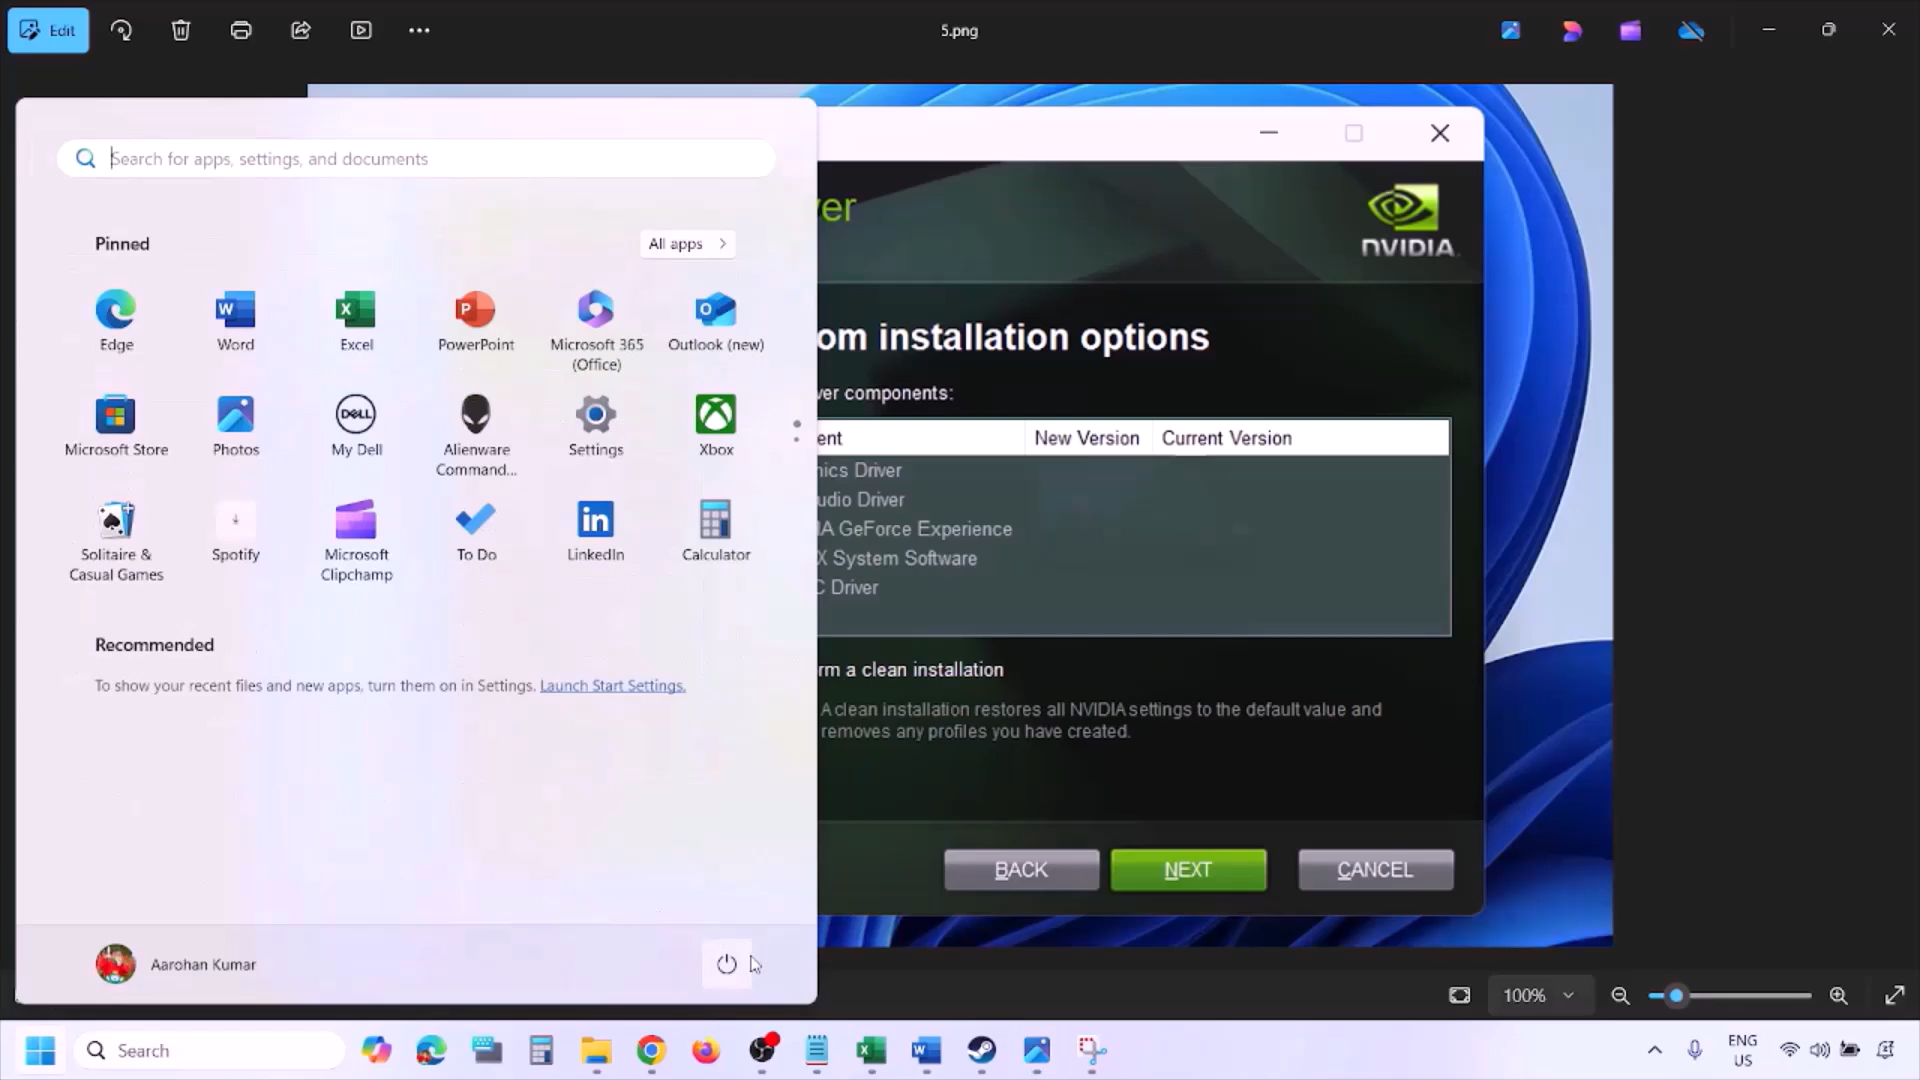 Edit
5.png
Search for apps, settings, and documents
Pinned
All apps
Edge
Word
Excel
PowerPoint
Microsoft 365
(Office)
Outlook (new)
Microsoft Store
Photos
My Dell
Alienware
Command...
Settings
Xbox
Solitaire &
Casual Games
Spotify
Microsoft
Clipchamp
To Do
LinkedIn
Calculator
Recommended
To show your recent files and new apps, turn them on in Settings. Launch Start Settings.
Aarohan Kumar
ver
NVIDIA
om installation options
ver components:
ent New Version Current Version
nics Driver
udio Driver
IA GeForce Experience
X System Software
C Driver
rm a clean installation
A clean installation restores all NVIDIA settings to the default value and
removes any profiles you have created.
BACK NEXT CANCEL
100%
Search
ENG
US